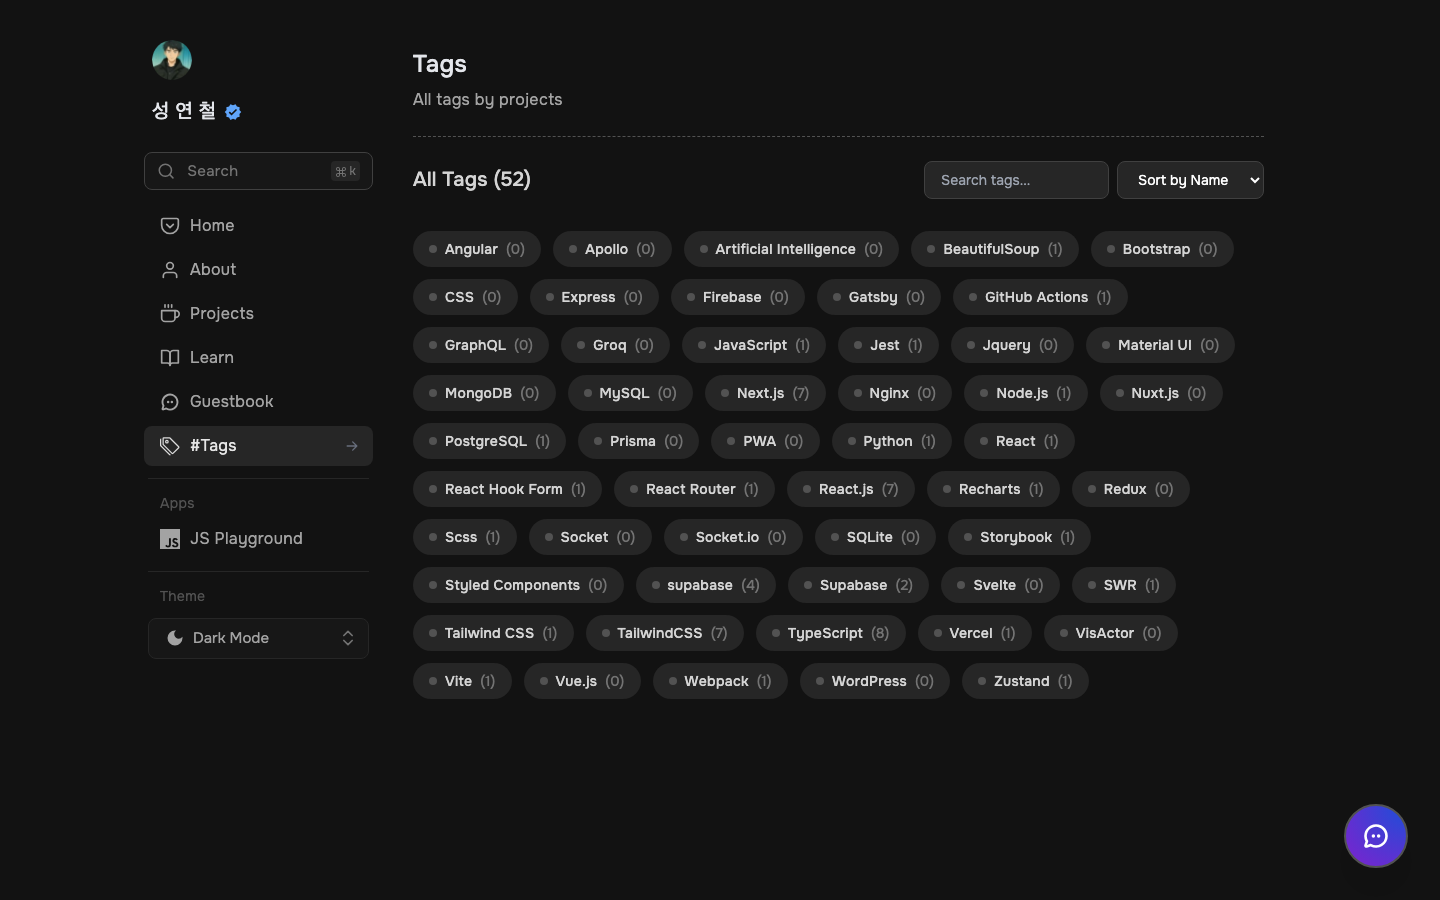 성 연 철
Search
⌘ k
Home
About
Projects
Learn
Guestbook
#Tags
Apps
JS
JS Playground
Theme
Dark Mode
Tags
All tags by projects
All Tags (52)
Search tags...
Sort by Name
Angular (0) Apollo (0) Artificial Intelligence (0) BeautifulSoup (1) Bootstrap (0)
CSS (0) Express (0) Firebase (0) Gatsby (0) GitHub Actions (1)
GraphQL (0) Groq (0) JavaScript (1) Jest (1) Jquery (0) Material UI (0)
MongoDB (0) MySQL (0) Next.js (7) Nginx (0) Node.js (1) Nuxt.js (0)
PostgreSQL (1) Prisma (0) PWA (0) Python (1) React (1)
React Hook Form (1) React Router (1) React.js (7) Recharts (1) Redux (0)
Scss (1) Socket (0) Socket.io (0) SQLite (0) Storybook (1)
Styled Components (0) supabase (4) Supabase (2) Svelte (0) SWR (1)
Tailwind CSS (1) TailwindCSS (7) TypeScript (8) Vercel (1) VisActor (0)
Vite (1) Vue.js (0) Webpack (1) WordPress (0) Zustand (1)